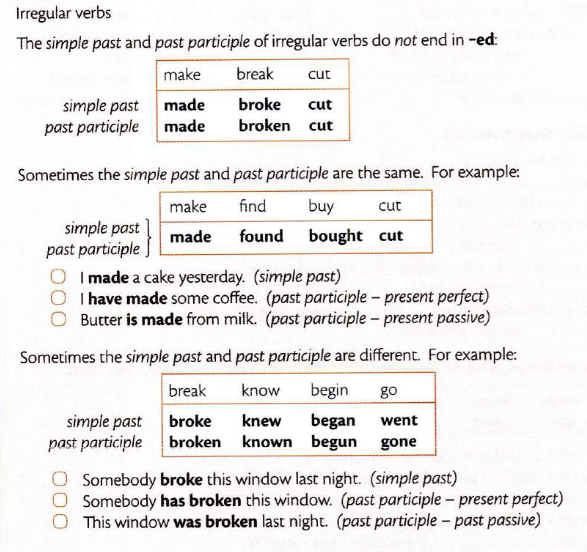 Irregular verbs
The simple past and past participle of irregular verbs do not end in -ed:
make break cut
simple past made broke cut
past participle made broken cut
Sometimes the simple past and past participle are the same. For example:
make find buy cut
simple past
past participle } made found bought cut
I made a cake yesterday. (simple past)
I have made some coffee. (past participle – present perfect)
Butter is made from milk. (past participle – present passive)
Sometimes the simple past and past participle are different. For example:
break know begin go
simple past broke knew began went
past participle broken known begun gone
Somebody broke this window last night. (simple past)
Somebody has broken this window. (past participle – present perfect)
This window was broken last night. (past participle – past passive)